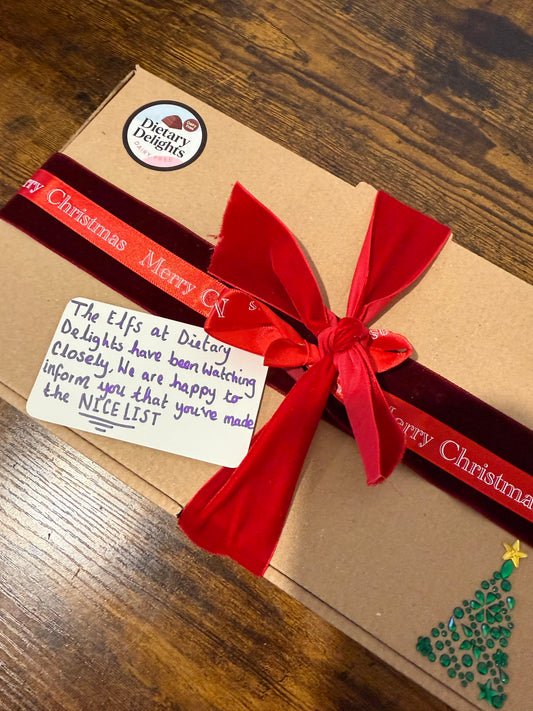 Dietary
Delights
DAIRY FREE
rry Christmas Merry C
The Elfs at Dietary
Delights have been Watching
Closely. We are happy to
inform you that you've made
the NICE LIST
Merry Christmas